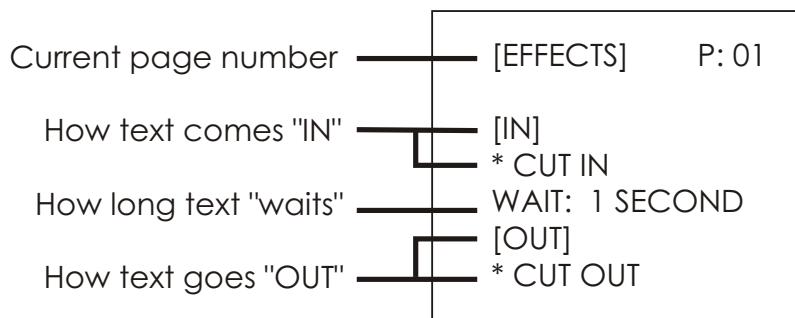 Current page number [EFFECTS] P: 01
How text comes "IN" [IN]
* CUT IN
How long text "waits" WAIT: 1 SECOND
[OUT]
How text goes "OUT" * CUT OUT